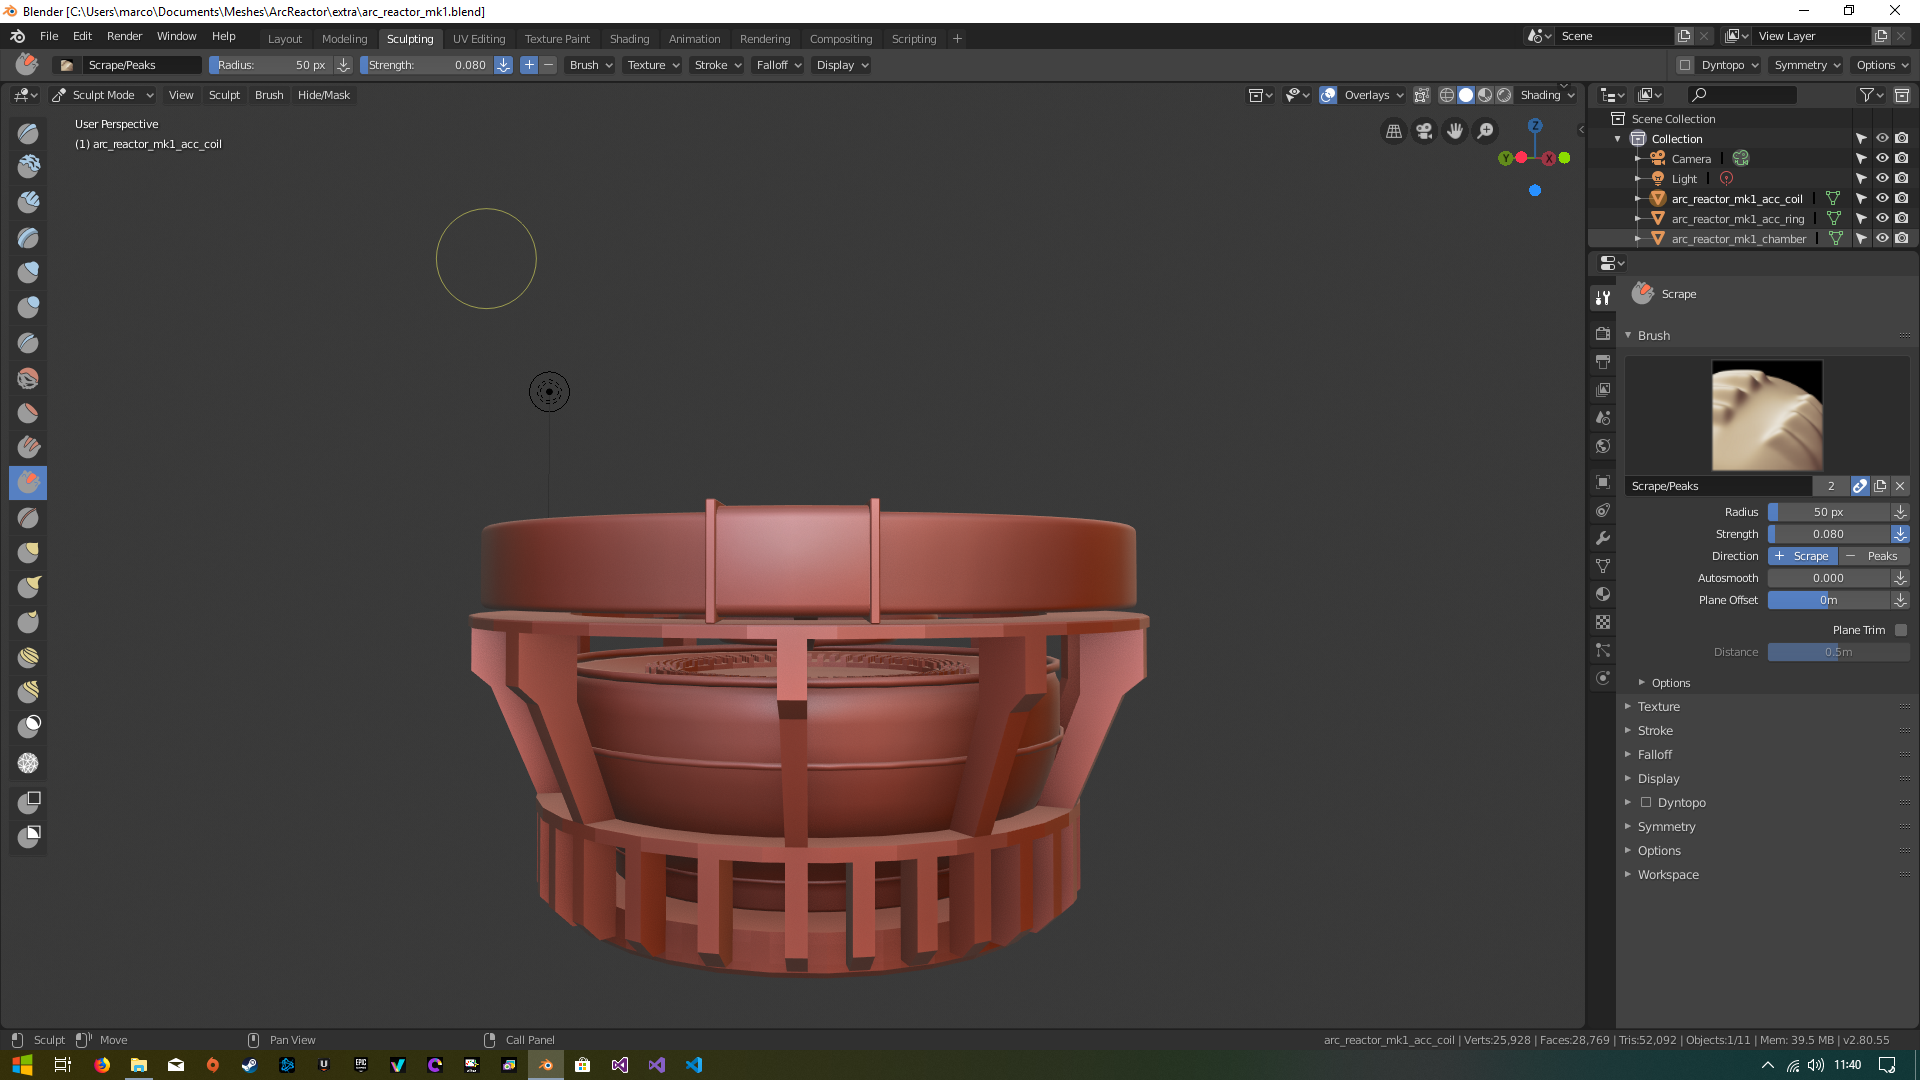 Blender [C:\Users\marco\Documents\Meshes\ArcReactor\extra\arc_reactor_mk1.blend]
File Edit Render Window Help Layout Modeling Sculpting UV Editing Texture Paint Shading Animation Rendering Compositing Scripting + Scene View Layer
Scrape/Peaks Radius: 50 px Strength: 0.080 Brush Texture Stroke Falloff Display Dyntopo Symmetry Options
Sculpt Mode View Sculpt Brush Hide/Mask Overlays Shading
User Perspective
(1) arc_reactor_mk1_acc_coil
Z
Y X
Scene Collection
Collection
Camera
Light
arc_reactor_mk1_acc_coil
arc_reactor_mk1_acc_ring
arc_reactor_mk1_chamber
Scrape
Brush
Scrape/Peaks 2
Radius 50 px
Strength 0.080
Direction + Scrape − Peaks
Autosmooth 0.000
Plane Offset 0m
Plane Trim
Distance 0.5m
Options
Texture
Stroke
Falloff
Display
Dyntopo
Symmetry
Options
Workspace
Sculpt Move Pan View Call Panel arc_reactor_mk1_acc_coil | Verts:25,928 | Faces:28,769 | Tris:52,092 | Objects:1/11 | Mem: 39.5 MB | v2.80.55
EPIC
11:40